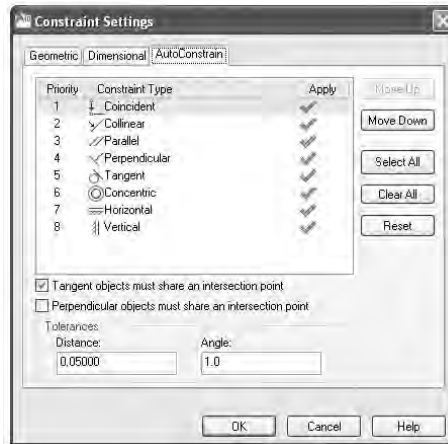 Constraint Settings
Geometric Dimensional AutoConstrain
Priority Constraint Type Apply
1 Coincident
2 Collinear
3 Parallel
4 Perpendicular
5 Tangent
6 Concentric
7 Horizontal
8 Vertical
Move Up
Move Down
Select All
Clear All
Reset
Tangent objects must share an intersection point
Perpendicular objects must share an intersection point
Tolerances
Distance: Angle:
0.05000 1.0
OK Cancel Help